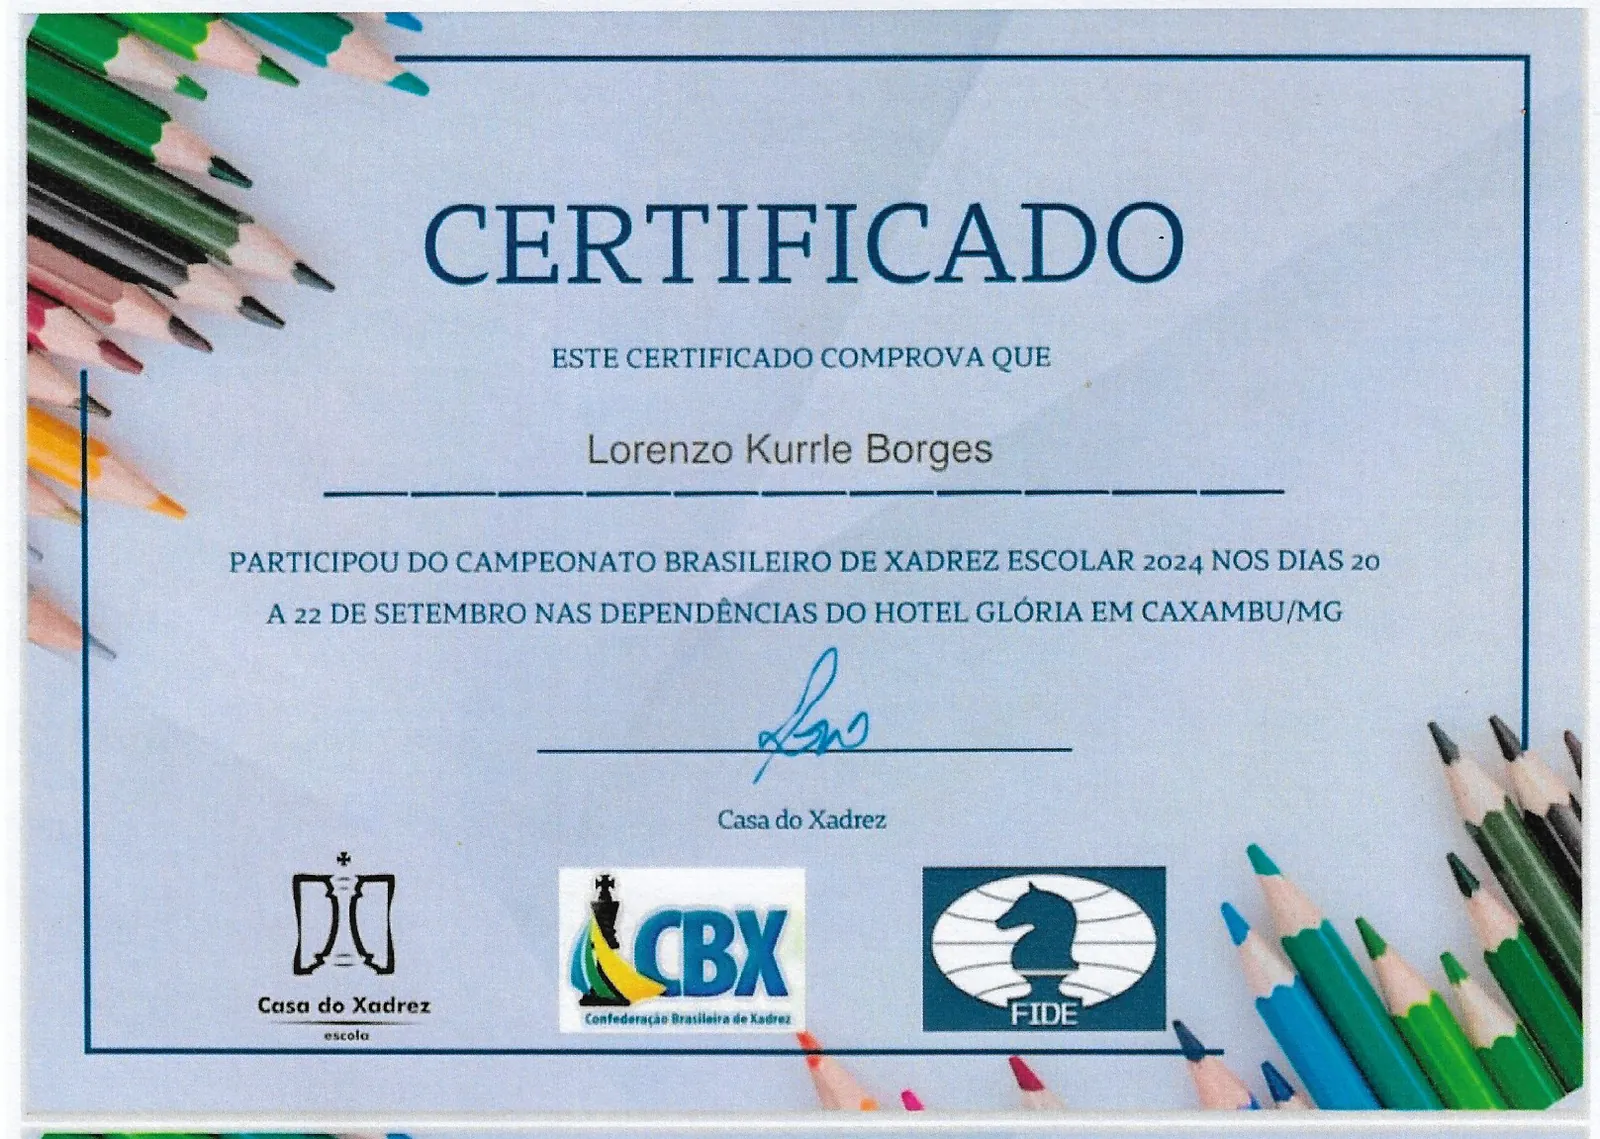 CERTIFICADO
ESTE CERTIFICADO COMPROVA QUE
Lorenzo Kurrle Borges
PARTICIPOU DO CAMPEONATO BRASILEIRO DE XADREZ ESCOLAR 2024 NOS DIAS 20
A 22 DE SETEMBRO NAS DEPENDÊNCIAS DO HOTEL GLÓRIA EM CAXAMBU/MG
Casa do Xadrez
Casa do Xadrez
escola
CBX
Confederação Brasileira de Xadrez
FIDE